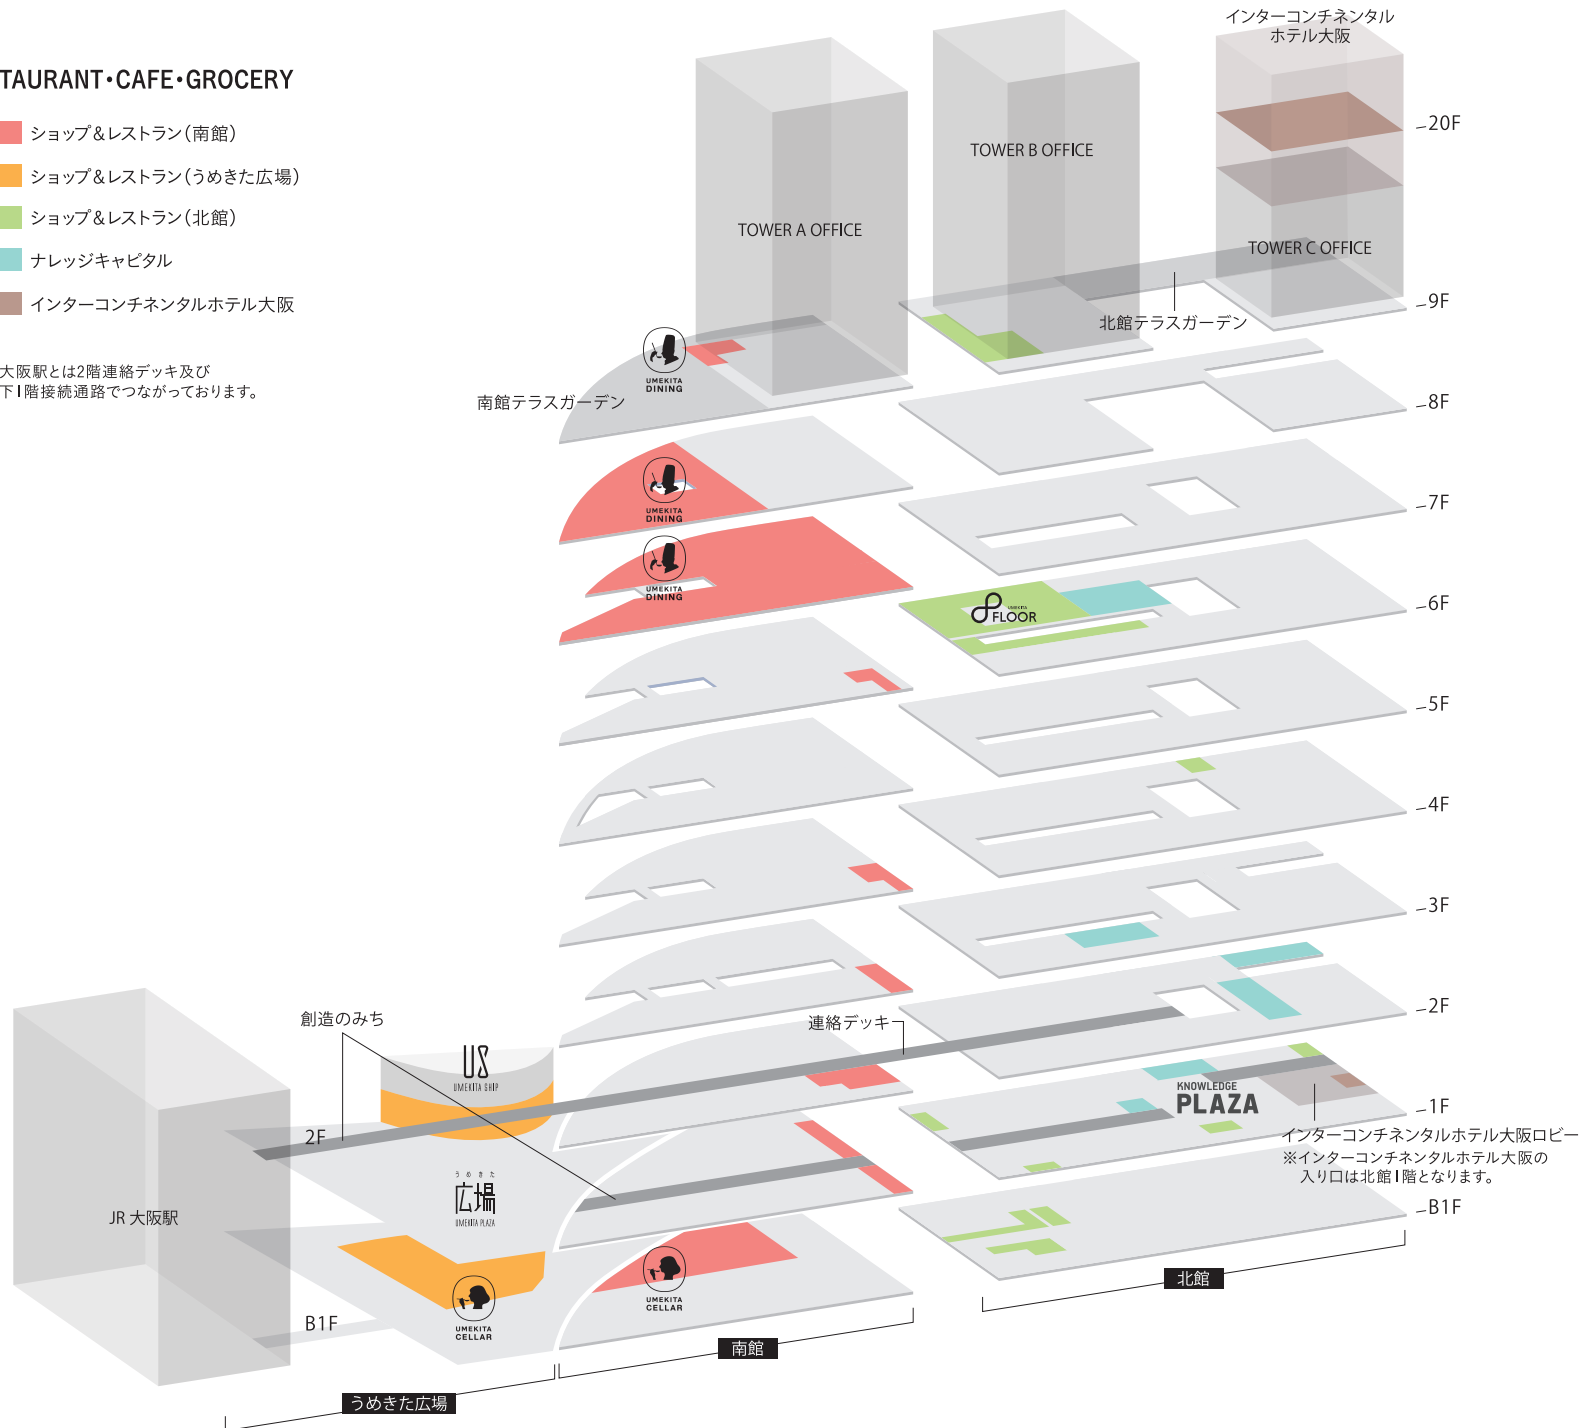 TAURANT・CAFE・GROCERY
ショップ&レストラン(南館)
ショップ&レストラン(うめきた広場)
ショップ&レストラン(北館)
ナレッジキャピタル
インターコンチネンタルホテル大阪
大阪駅とは2階連絡デッキ及び
下1階接続通路でつながっております。
インターコンチネンタル
ホテル大阪
TOWER A OFFICE
TOWER B OFFICE
TOWER C OFFICE
20F
9F
8F
7F
6F
5F
4F
3F
2F
1F
B1F
北館テラスガーデン
南館テラスガーデン
UMEKITA
DINING
UMEKITA
DINING
UMEKITA
DINING
UMEKITA
FLOOR
創造のみち
連絡デッキ
US
UMEKITA SHIP
2F
うめきた
広場
UMEKITA PLAZA
JR 大阪駅
KNOWLEDGE
PLAZA
インターコンチネンタルホテル大阪ロビー
※インターコンチネンタルホテル大阪の
入り口は北館1階となります。
UMEKITA
CELLAR
UMEKITA
CELLAR
B1F
北館
南館
うめきた広場